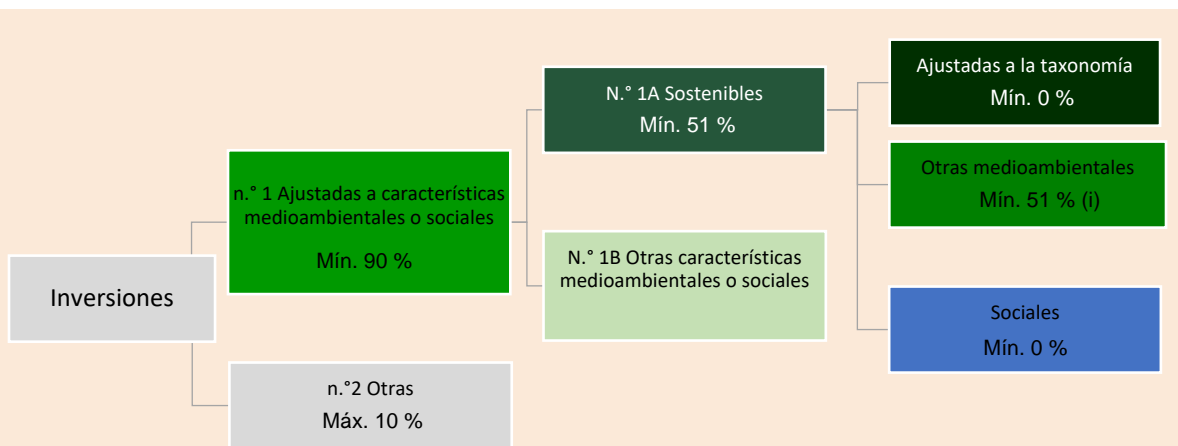 Inversiones
n.° 1 Ajustadas a características
medioambientales o sociales
Mín. 90 %
n.°2 Otras
Máx. 10 %
N.° 1A Sostenibles
Mín. 51 %
N.° 1B Otras características
medioambientales o sociales
Ajustadas a la taxonomía
Mín. 0 %
Otras medioambientales
Mín. 51 % (i)
Sociales
Mín. 0 %